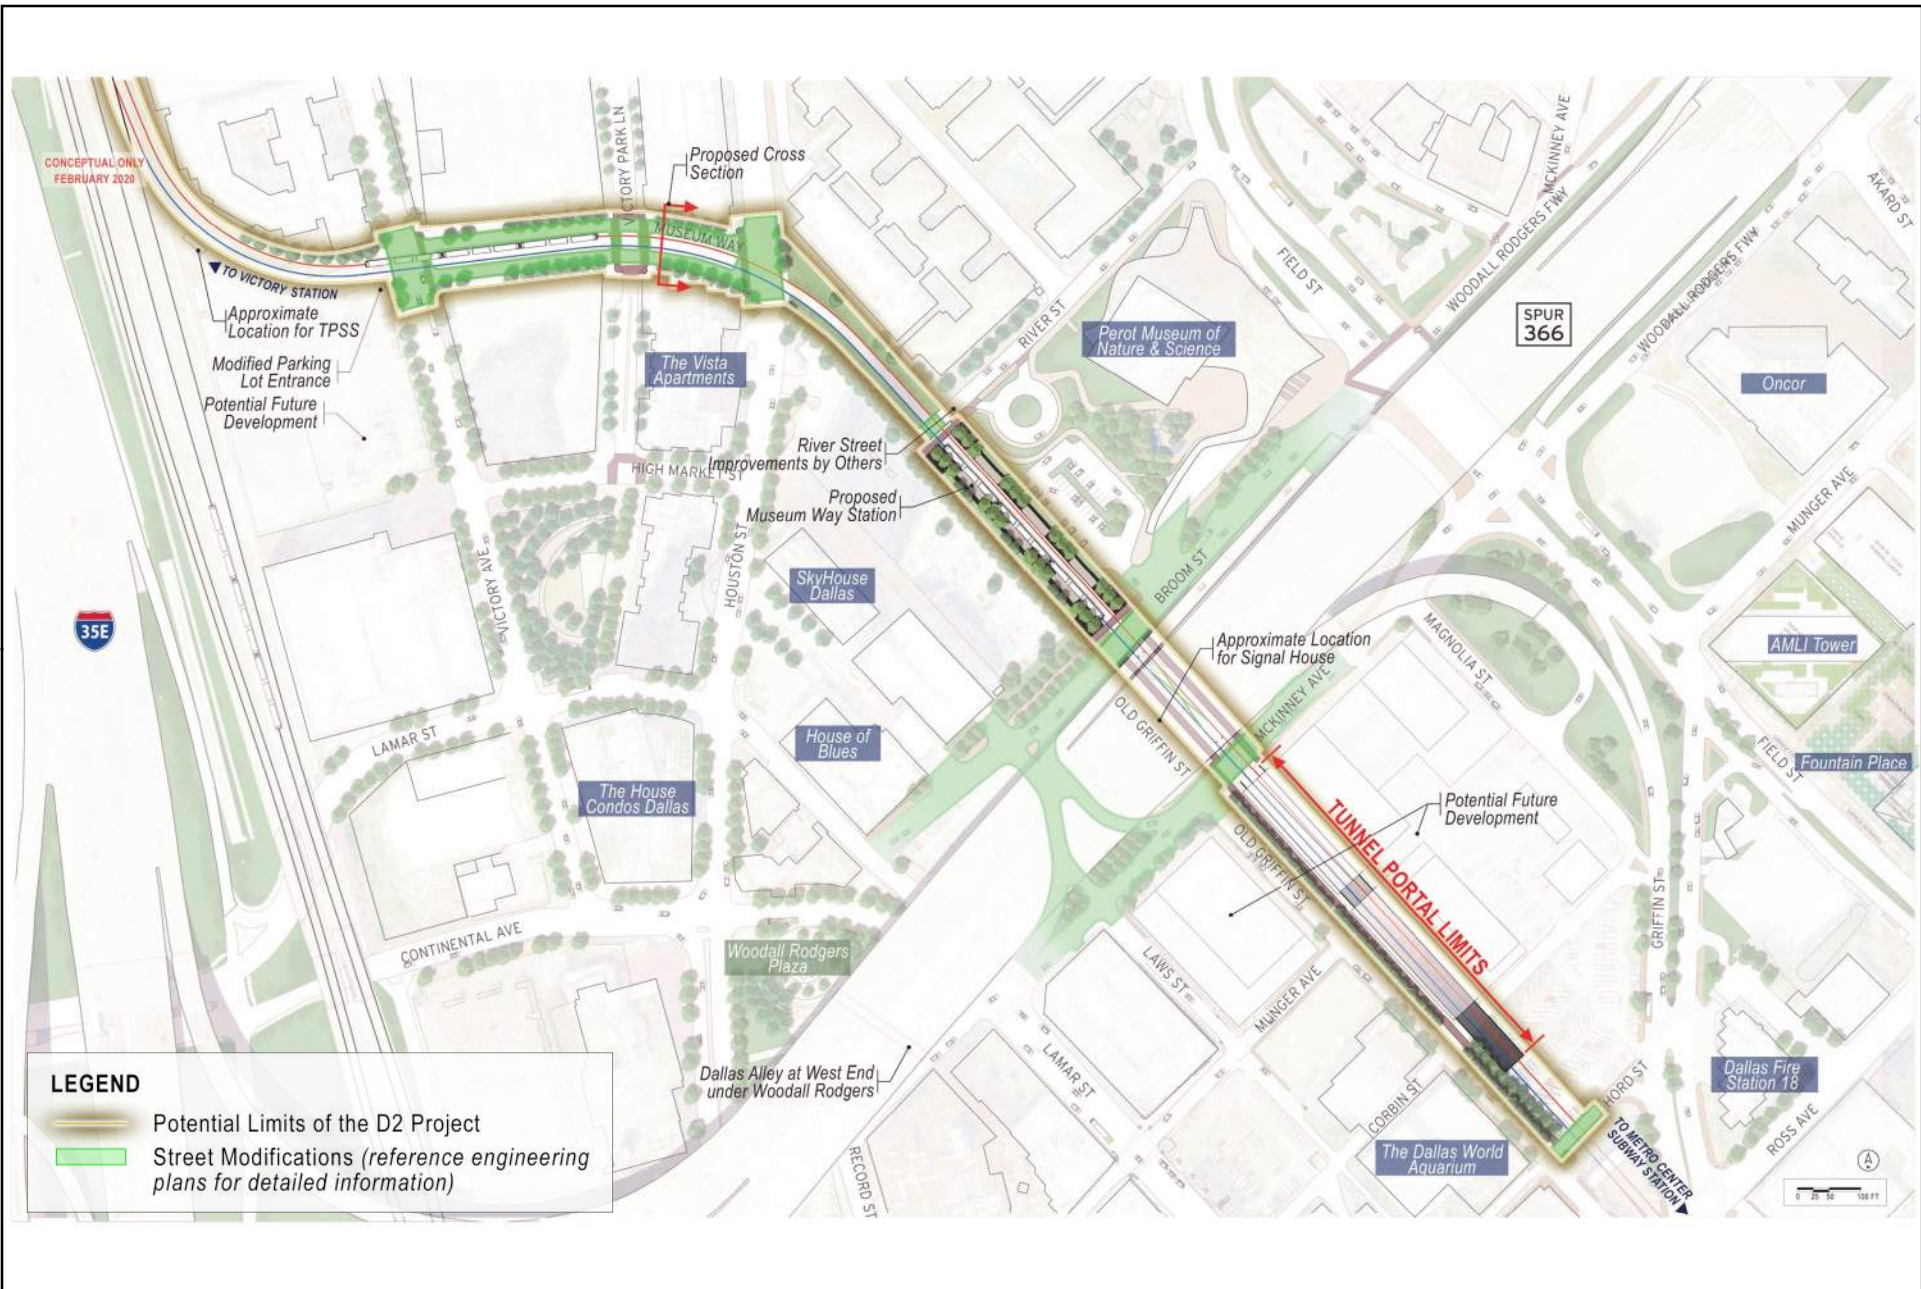 CONCEPTUAL ONLY
FEBRUARY 2020
TO VICTORY STATION
Approximate
Location for TPSS
Modified Parking
Lot Entrance
Potential Future
Development
VICTORY PARK LN
Proposed Cross
Section
MUSEUM WAY
The Vista
Apartments
RIVER ST
Perot Museum of
Nature & Science
FIELD ST
MCKINNEY AVE
WOODALL RODGERS FWY
SPUR
366
WOODALL RODGERS FWY
AKARD ST
Oncor
MUNGER AVE
River Street
Improvements by Others
HIGH MARKET ST
Proposed
Museum Way Station
VICTORY AVE
HOUSTON ST
SkyHouse
Dallas
BROOM ST
35E
Approximate Location
for Signal House
MAGNOLIA ST
AMLI Tower
OLD GRIFFIN ST
MCKINNEY AVE
LAMAR ST
House of
Blues
FIELD ST
Fountain Place
The House
Condos Dallas
Potential Future
Development
TUNNEL PORTAL LIMITS
OLD GRIFFIN ST
GRIFFIN ST
CONTINENTAL AVE
Woodall Rodgers
Plaza
LAWS ST
MUNGER AVE
Dallas Alley at West End
under Woodall Rodgers
LAMAR ST
CORBIN ST
HORD ST
Dallas Fire
Station 18
ROSS AVE
The Dallas World
Aquarium
TO METRO CENTER
SUBWAY STATION
RECORD ST
LEGEND
Potential Limits of the D2 Project
Street Modifications (reference engineering
plans for detailed information)
A
0 25 50 100 FT